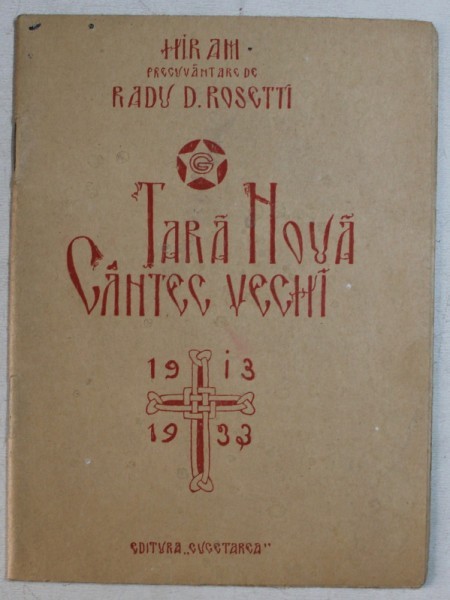 HIRAM
PRECUVÂNTARE DE
RADU D. ROSETTI
G
ȚARĂ NOUĂ
CÂNTEC VECHI
1913
1933
EDITURA „CUGETAREA"